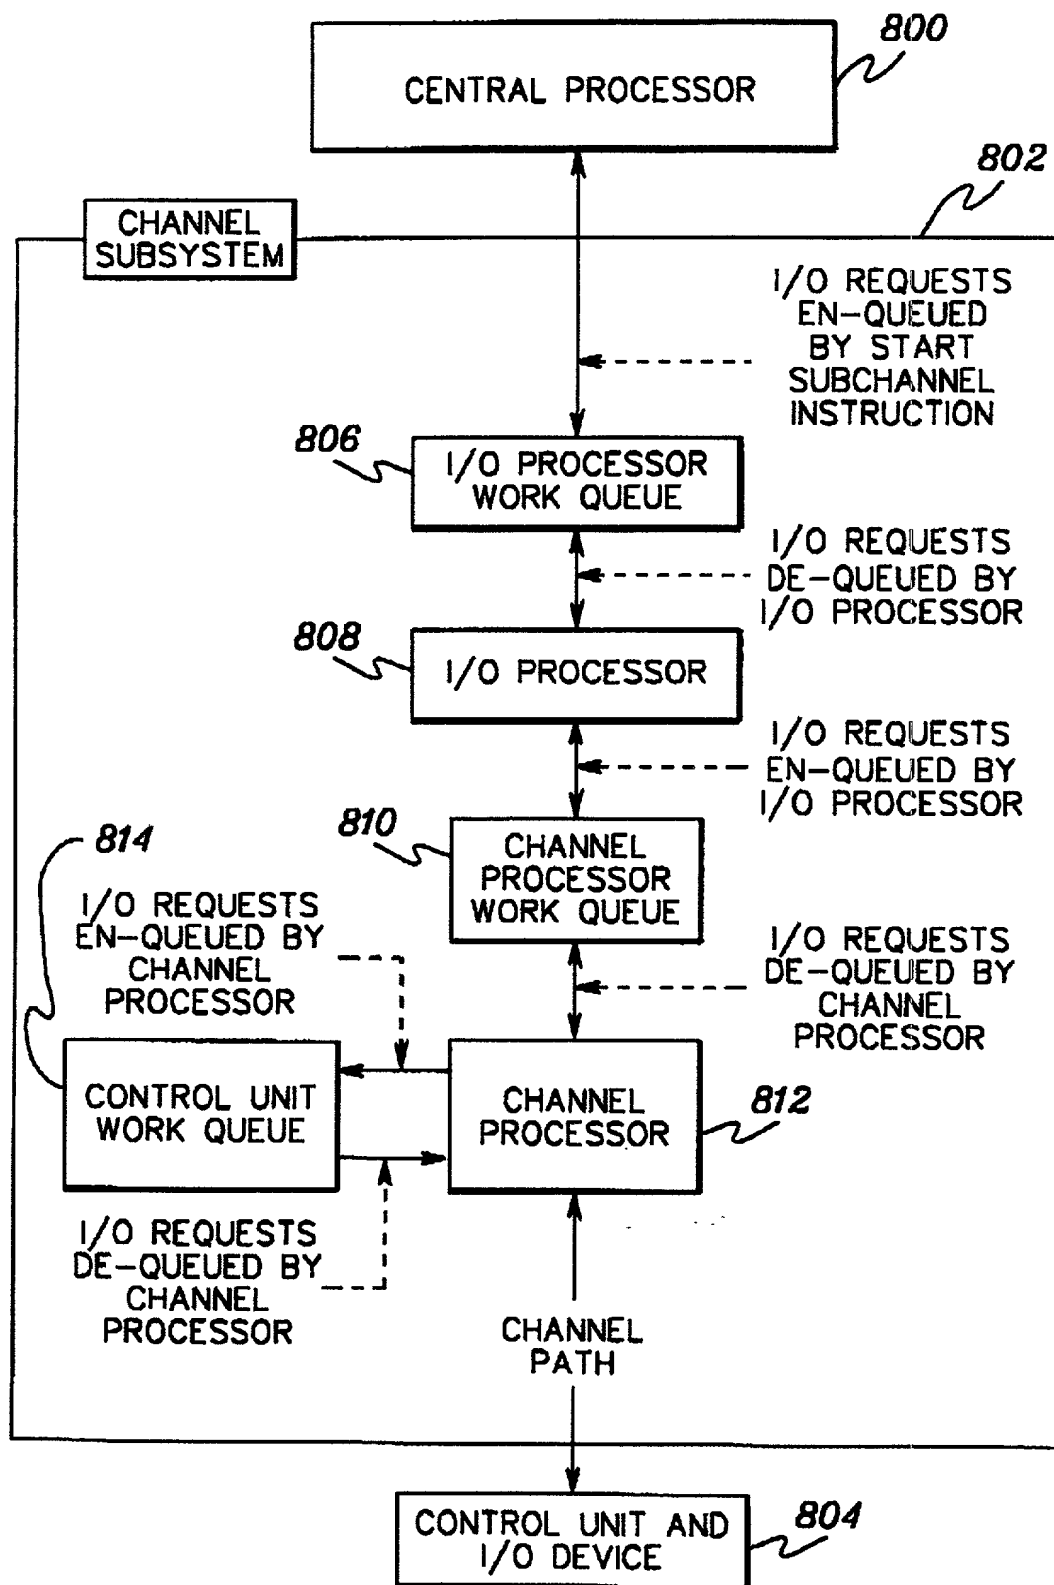 800
CENTRAL PROCESSOR
802
CHANNEL
SUBSYSTEM
I/O REQUESTS
EN-QUEUED
BY START
SUBCHANNEL
INSTRUCTION
806
I/O PROCESSOR
WORK QUEUE
I/O REQUESTS
DE-QUEUED BY
I/O PROCESSOR
808
I/O PROCESSOR
I/O REQUESTS
EN-QUEUED BY
I/O PROCESSOR
810
CHANNEL
PROCESSOR
WORK QUEUE
814
I/O REQUESTS
EN-QUEUED BY
CHANNEL
PROCESSOR
I/O REQUESTS
DE-QUEUED BY
CHANNEL
PROCESSOR
CONTROL UNIT
WORK QUEUE
CHANNEL
PROCESSOR
812
I/O REQUESTS
DE-QUEUED BY
CHANNEL
PROCESSOR
CHANNEL
PATH
CONTROL UNIT AND
I/O DEVICE
804